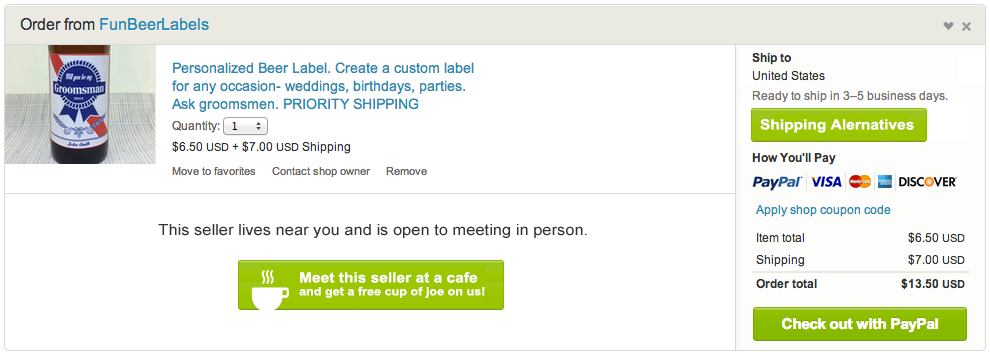 Order from FunBeerLabels
Will you be my
Groomsman
John Smith
Personalized Beer Label. Create a custom label
for any occasion- weddings, birthdays, parties.
Ask groomsmen. PRIORITY SHIPPING
Quantity: 1
$6.50 USD + $7.00 USD Shipping
Move to favorites Contact shop owner Remove
This seller lives near you and is open to meeting in person.
Meet this seller at a cafe
and get a free cup of joe on us!
Ship to
United States
Ready to ship in 3–5 business days.
Shipping Alernatives
How You'll Pay
PayPal VISA MasterCard DISCOVER
Apply shop coupon code
Item total $6.50 USD
Shipping $7.00 USD
Order total $13.50 USD
Check out with PayPal